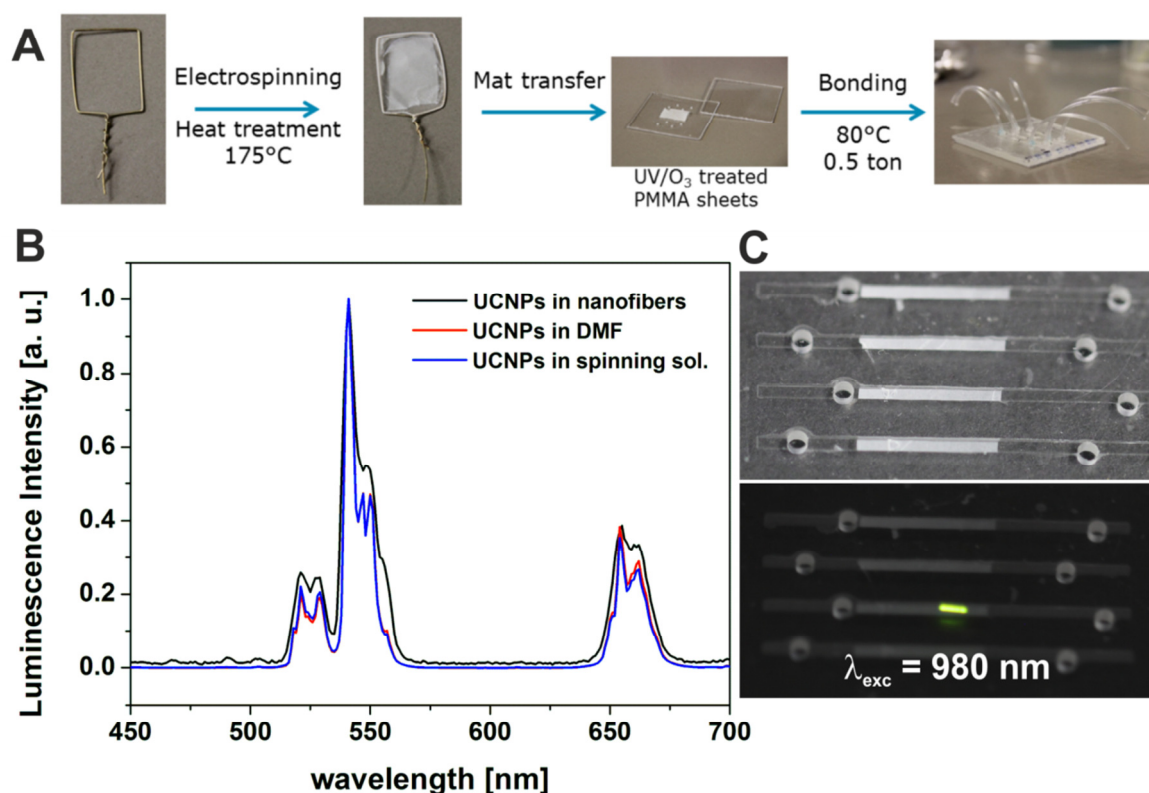 A
Electrospinning
Heat treatment
175°C
Mat transfer
UV/O₃ treated
PMMA sheets
Bonding
80°C
0.5 ton
B
Luminescence Intensity [a. u.]
1.0
0.8
0.6
0.4
0.2
0.0
UCNPs in nanofibers
UCNPs in DMF
UCNPs in spinning sol.
450
500
550
600
650
700
wavelength [nm]
C
λexc = 980 nm